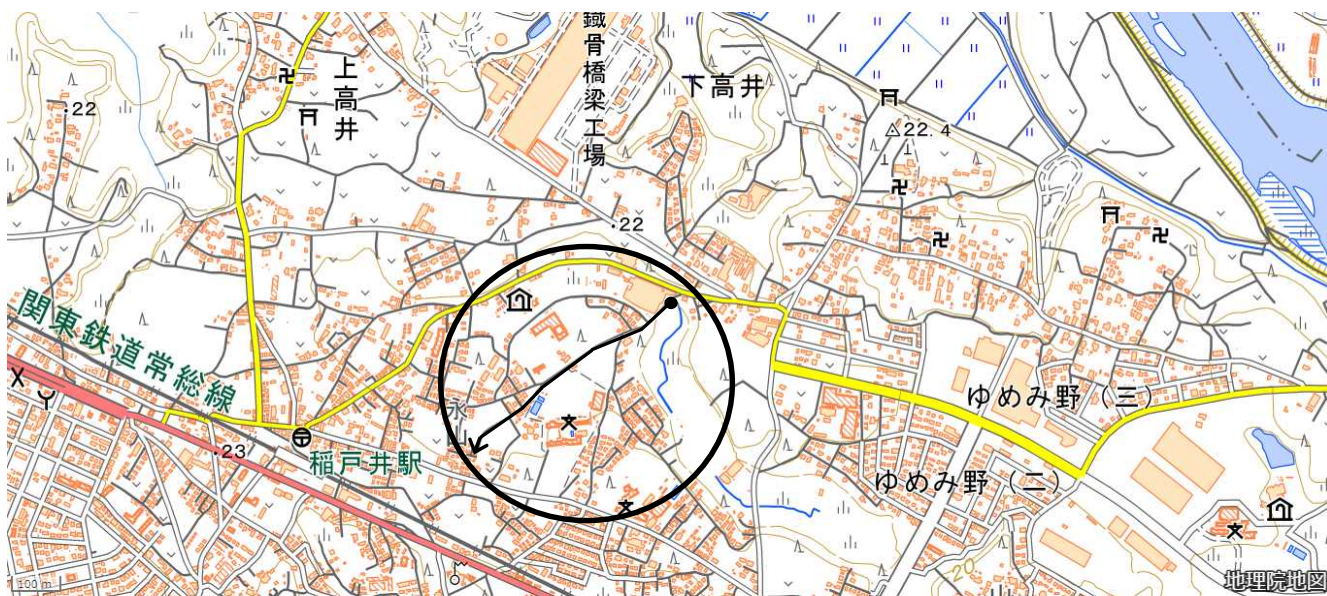 鐵骨橋梁工場
上高井
下高井
22
22.4
22
関東鉄道常総線
永山
ゆめみ野(三)
23
稲戸井駅
ゆめみ野(二)
20
100 m
地理院地図